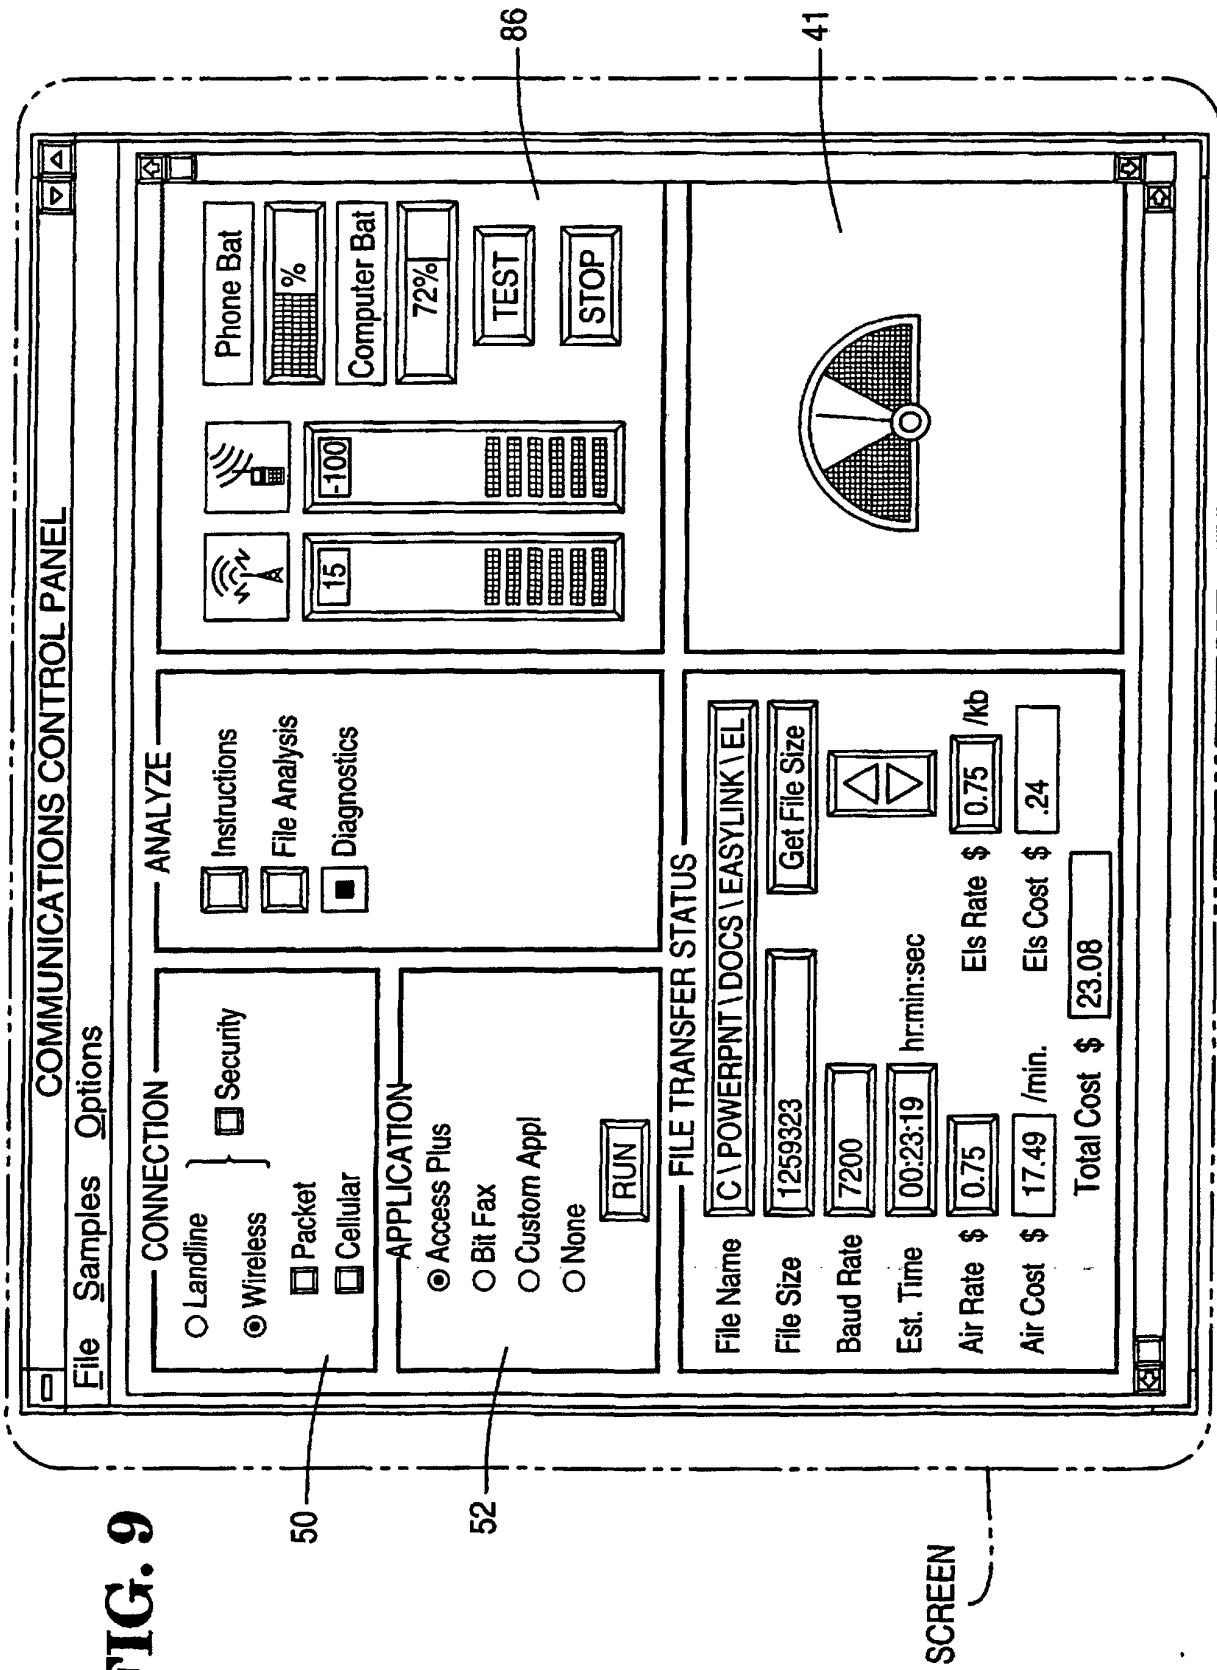 FIG. 9
COMMUNICATIONS CONTROL PANEL
File Samples Options
CONNECTION
Landline
Wireless
Security
Packet
Cellular
50
APPLICATION
Access Plus
Bit Fax
Custom Appl
None
RUN
52
ANALYZE
Instructions
File Analysis
Diagnostics
15
-100
Phone Bat
%
Computer Bat
72%
TEST
STOP
86
FILE TRANSFER STATUS
File Name C \ POWERPNT \ DOCS \ EASYLINK \ EL
File Size 1259323 Get File Size
Baud Rate 7200
Est. Time 00:23:19 hr:min:sec
Air Rate $ 0.75 Els Rate $ 0.75 /kb
Air Cost $ 17.49 /min. Els Cost $ .24
Total Cost $ 23.08
41
SCREEN